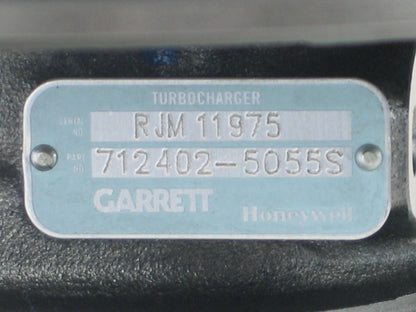 TURBOCHARGER
SERIAL NO. RJM 11975
PART NO. 712402-5055S
GARRETT Honeywell